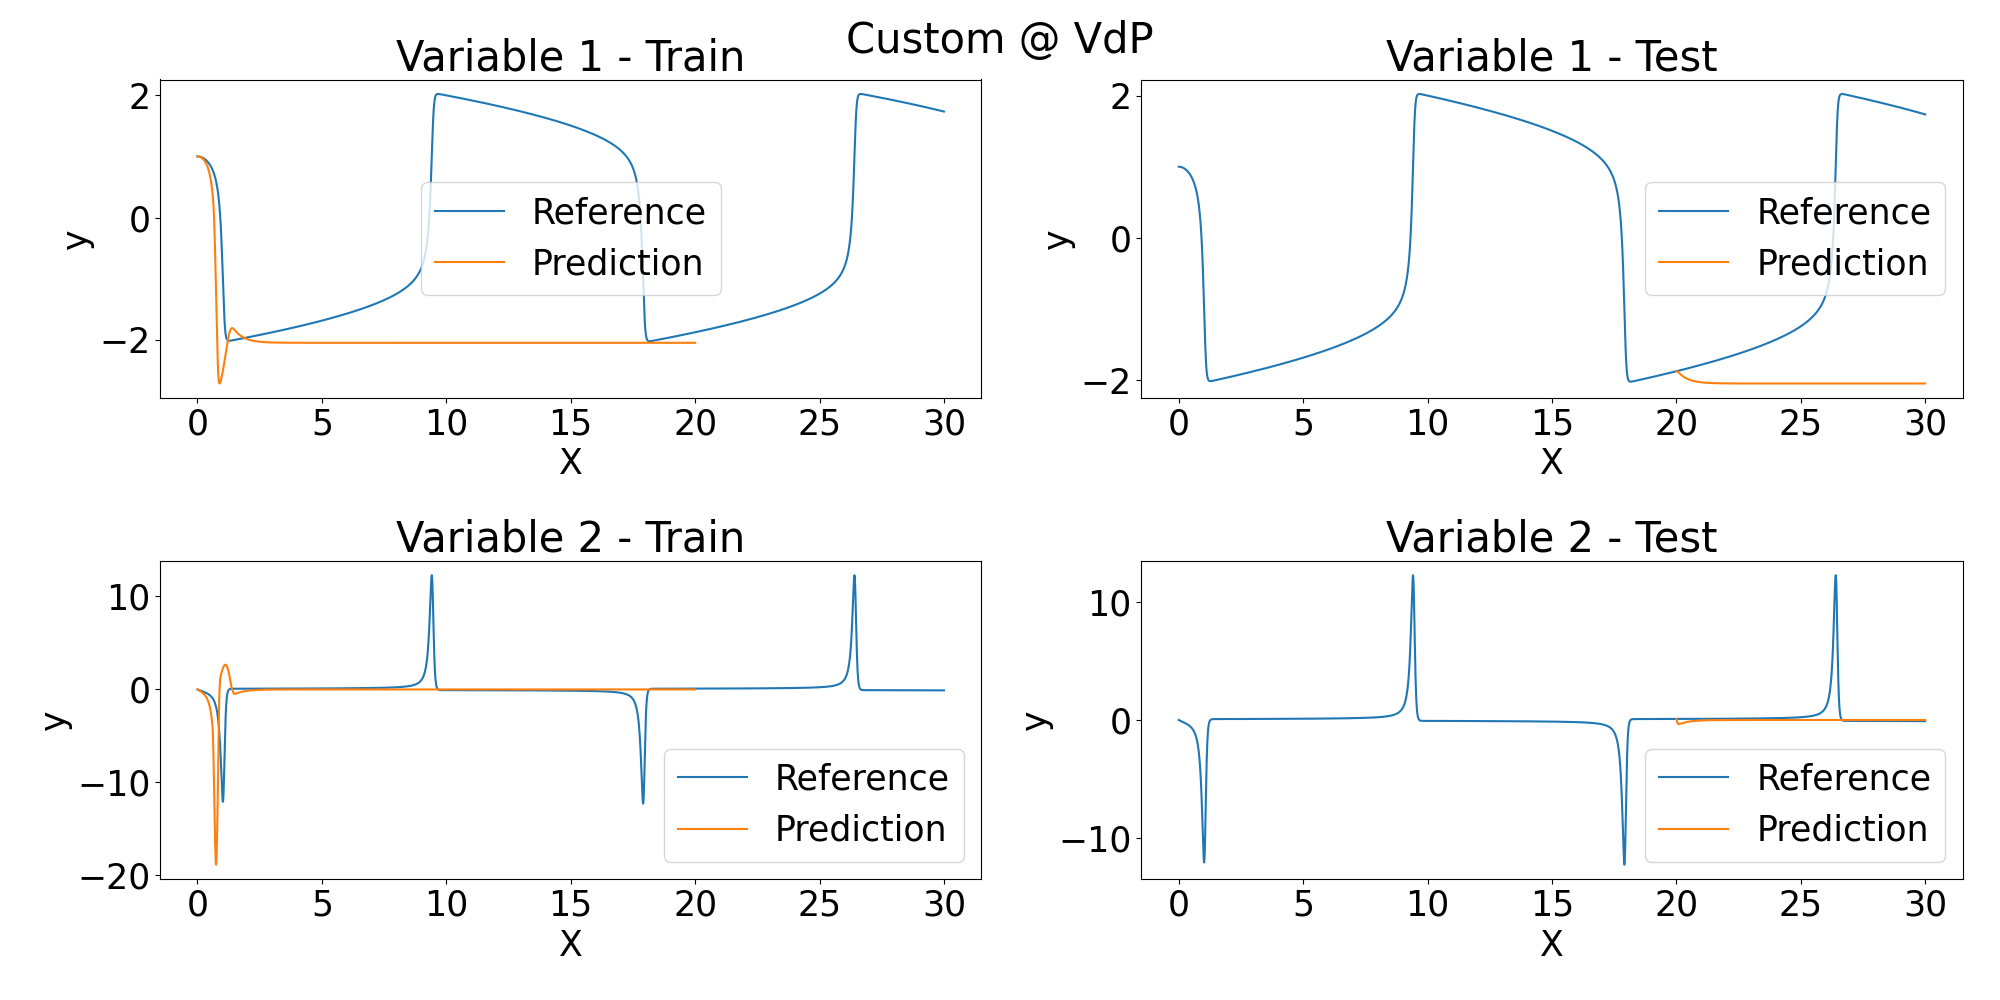 Custom @ VdP
Variable 1 - Train
2
0
−2
y
Reference
Prediction
0 5 10 15 20 25 30
X
Variable 1 - Test
2
0
−2
y
Reference
Prediction
0 5 10 15 20 25 30
X
Variable 2 - Train
10
0
−10
−20
y
Reference
Prediction
0 5 10 15 20 25 30
X
Variable 2 - Test
10
0
−10
y
Reference
Prediction
0 5 10 15 20 25 30
X